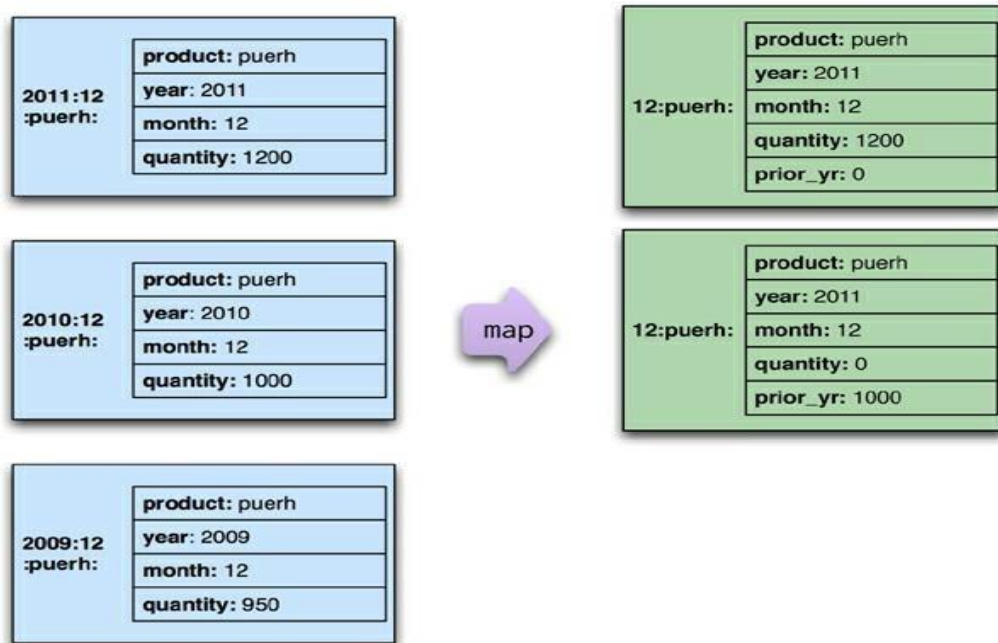 2011:12
:puerh:
product: puerh
year: 2011
month: 12
quantity: 1200
2010:12
:puerh:
product: puerh
year: 2010
month: 12
quantity: 1000
2009:12
:puerh:
product: puerh
year: 2009
month: 12
quantity: 950
map
12:puerh:
product: puerh
year: 2011
month: 12
quantity: 1200
prior_yr: 0
12:puerh:
product: puerh
year: 2011
month: 12
quantity: 0
prior_yr: 1000